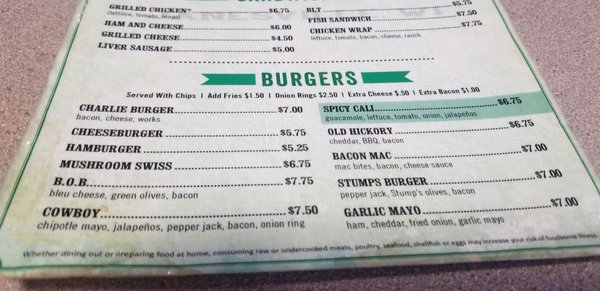 GRILLED CHICKEN* $6.75
lettuce, tomato, mayo
HAM AND CHEESE $6.00
GRILLED CHEESE $4.50
LIVER SAUSAGE $5.00
BLT $5.75
FISH SANDWICH $7.50
CHICKEN WRAP $7.75
lettuce, tomato, bacon, cheese, ranch
BURGERS
Served With Chips | Add Fries $1.50 | Onion Rings $2.50 | Extra Cheese $.50 | Extra Bacon $1.00
CHARLIE BURGER $7.00
bacon, cheese, works
CHEESEBURGER $5.75
HAMBURGER $5.25
MUSHROOM SWISS $6.75
B.O.B. $7.75
bleu cheese, green olives, bacon
COWBOY $7.50
chipotle mayo, jalapeños, pepper jack, bacon, onion ring
SPICY CALI $6.75
guacamole, lettuce, tomato, onion, jalapeños
OLD HICKORY $6.75
cheddar, BBQ, bacon
BACON MAC $7.00
mac bites, bacon, cheese sauce
STUMPS BURGER $7.00
pepper jack, Stump's olives, bacon
GARLIC MAYO $7.00
ham, cheddar, fried onion, garlic mayo
Whether dining out or preparing food at home, consuming raw or undercooked meats, poultry, seafood, shellfish or eggs may increase your risk of foodborne illness.